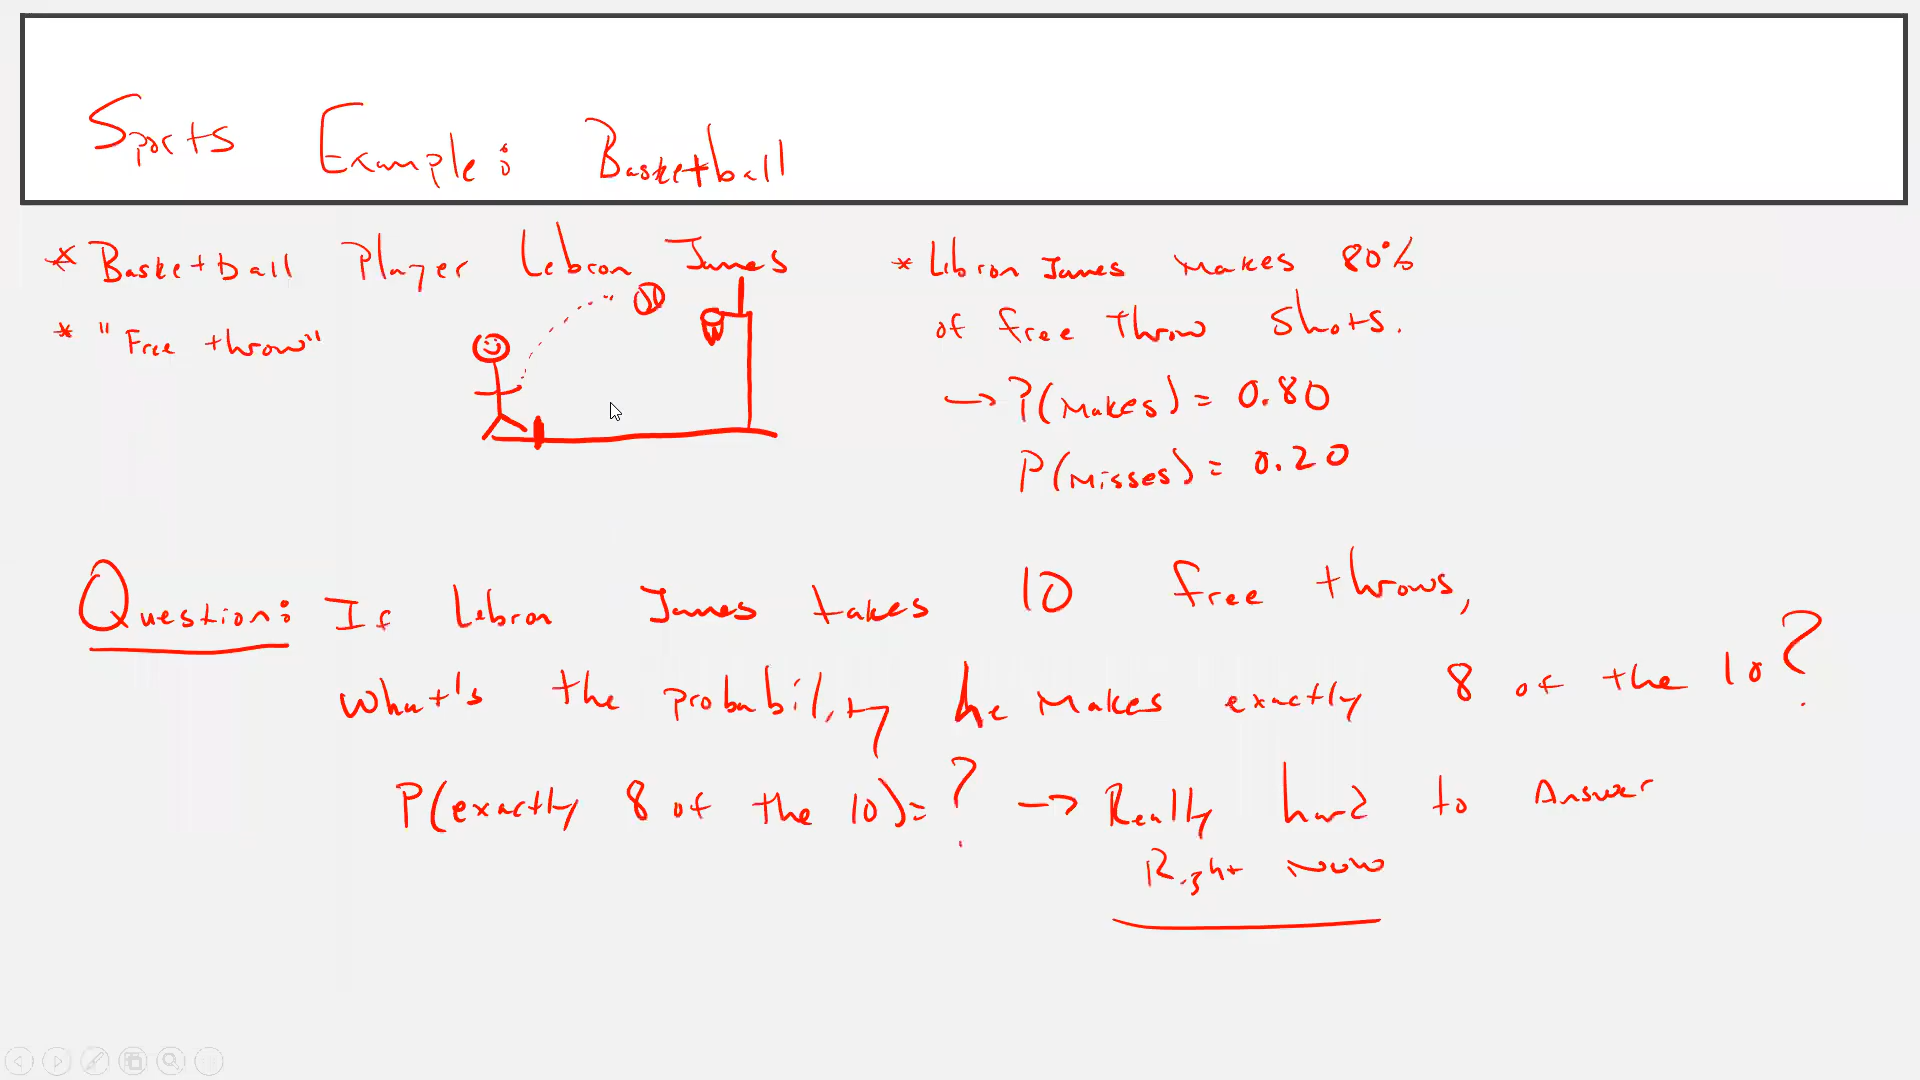 Sports Example: Basketball
* Basketball Player Lebron James
* "Free throw"
* Lebron James makes 80%
of free throw shots.
→ P(makes) = 0.80
P(misses) = 0.20
Question: If Lebron James takes 10 free throws,
what's the probability he makes exactly 8 of the 10?
P(exactly 8 of the 10) = ? → Really hard to Answer
Right now